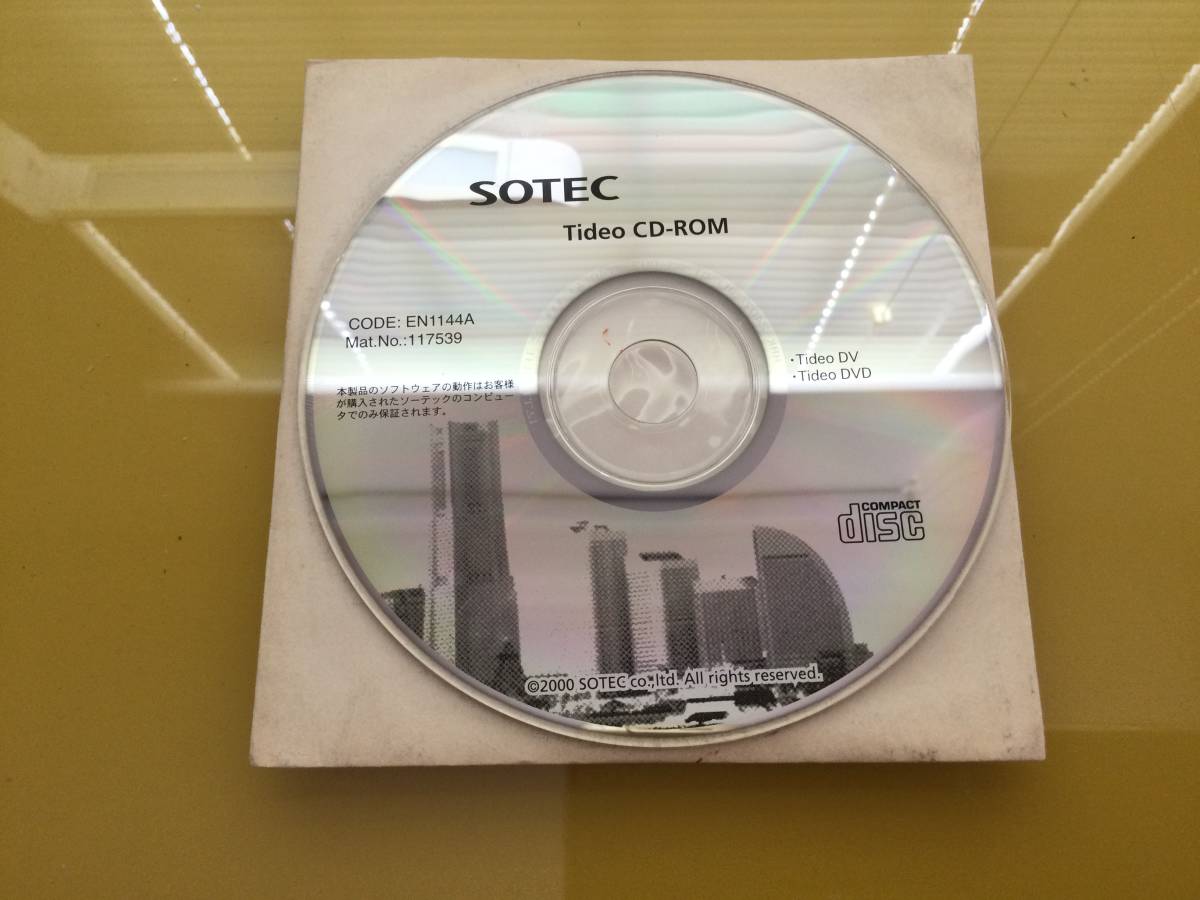 SOTEC
Tideo CD-ROM
CODE: EN1144A
Mat.No.:117539
・Tideo DV
・Tideo DVD
本製品のソフトウェアの動作はお客様
が購入されたソーテックのコンピュー
タでのみ保証されます。
COMPACT
disc
©2000 SOTEC co.,ltd. All rights reserved.